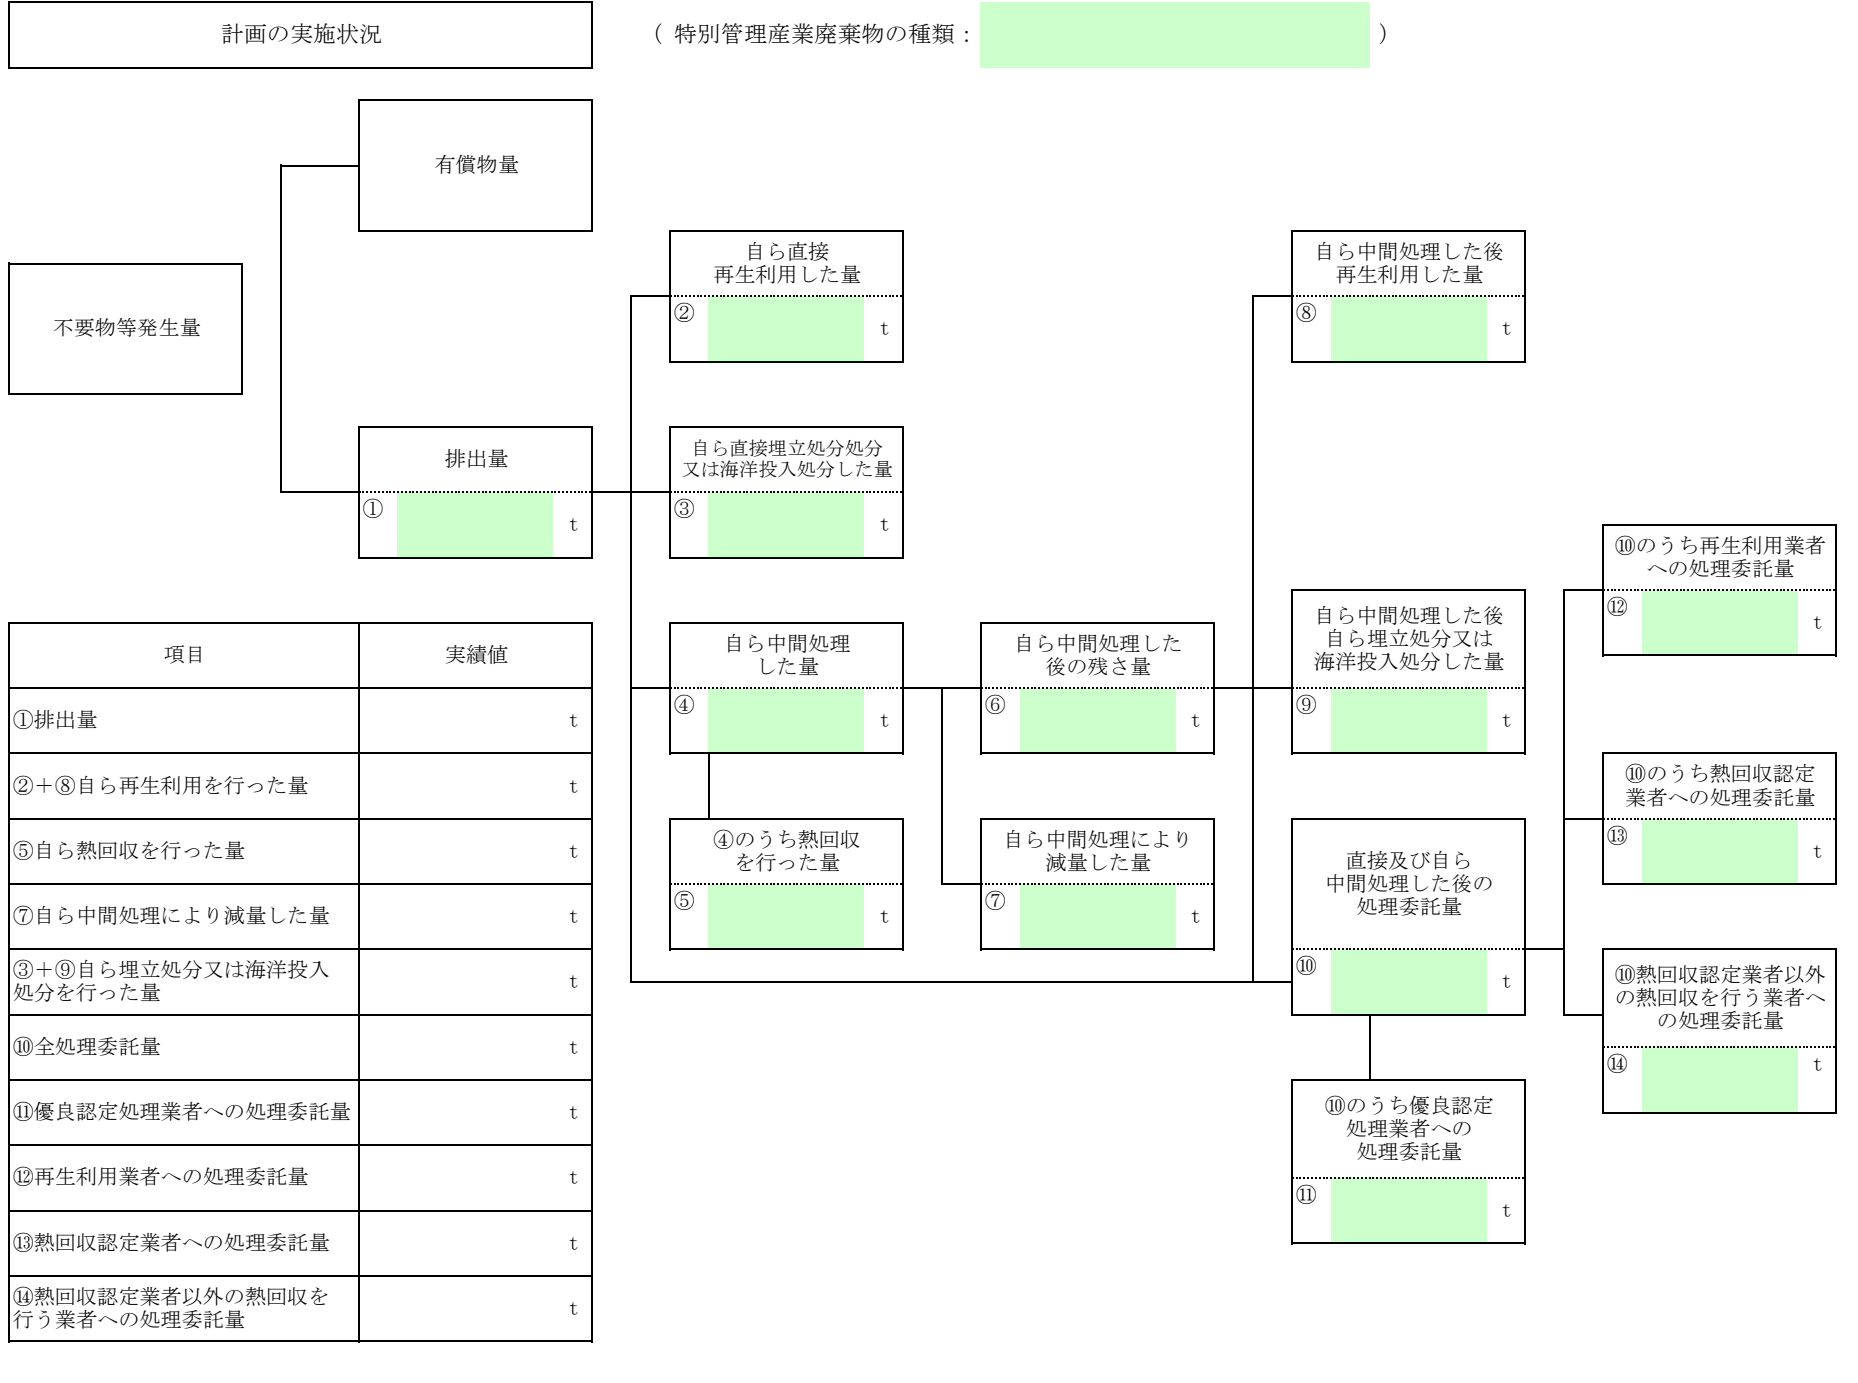 計画の実施状況
（ 特別管理産業廃棄物の種類：
）
有償物量
不要物等発生量
自ら直接
再生利用した量
②
t
自ら中間処理した後
再生利用した量
⑧
t
排出量
①
t
自ら直接埋立処分処分
又は海洋投入処分した量
③
t
⑩のうち再生利用業者
への処理委託量
⑫
t
自ら中間処理
した量
④
t
自ら中間処理した
後の残さ量
⑥
t
自ら中間処理した後
自ら埋立処分又は
海洋投入処分した量
⑨
t
⑩のうち熱回収認定
業者への処理委託量
⑬
t
④のうち熱回収
を行った量
⑤
t
自ら中間処理により
減量した量
⑦
t
直接及び自ら
中間処理した後の
処理委託量
⑩
t
⑩熱回収認定業者以外
の熱回収を行う業者へ
の処理委託量
⑭
t
⑩のうち優良認定
処理業者への
処理委託量
⑪
t
項目
実績値
①排出量
t
②＋⑧自ら再生利用を行った量
t
⑤自ら熱回収を行った量
t
⑦自ら中間処理により減量した量
t
③＋⑨自ら埋立処分又は海洋投入
処分を行った量
t
⑩全処理委託量
t
⑪優良認定処理業者への処理委託量
t
⑫再生利用業者への処理委託量
t
⑬熱回収認定業者への処理委託量
t
⑭熱回収認定業者以外の熱回収を
行う業者への処理委託量
t